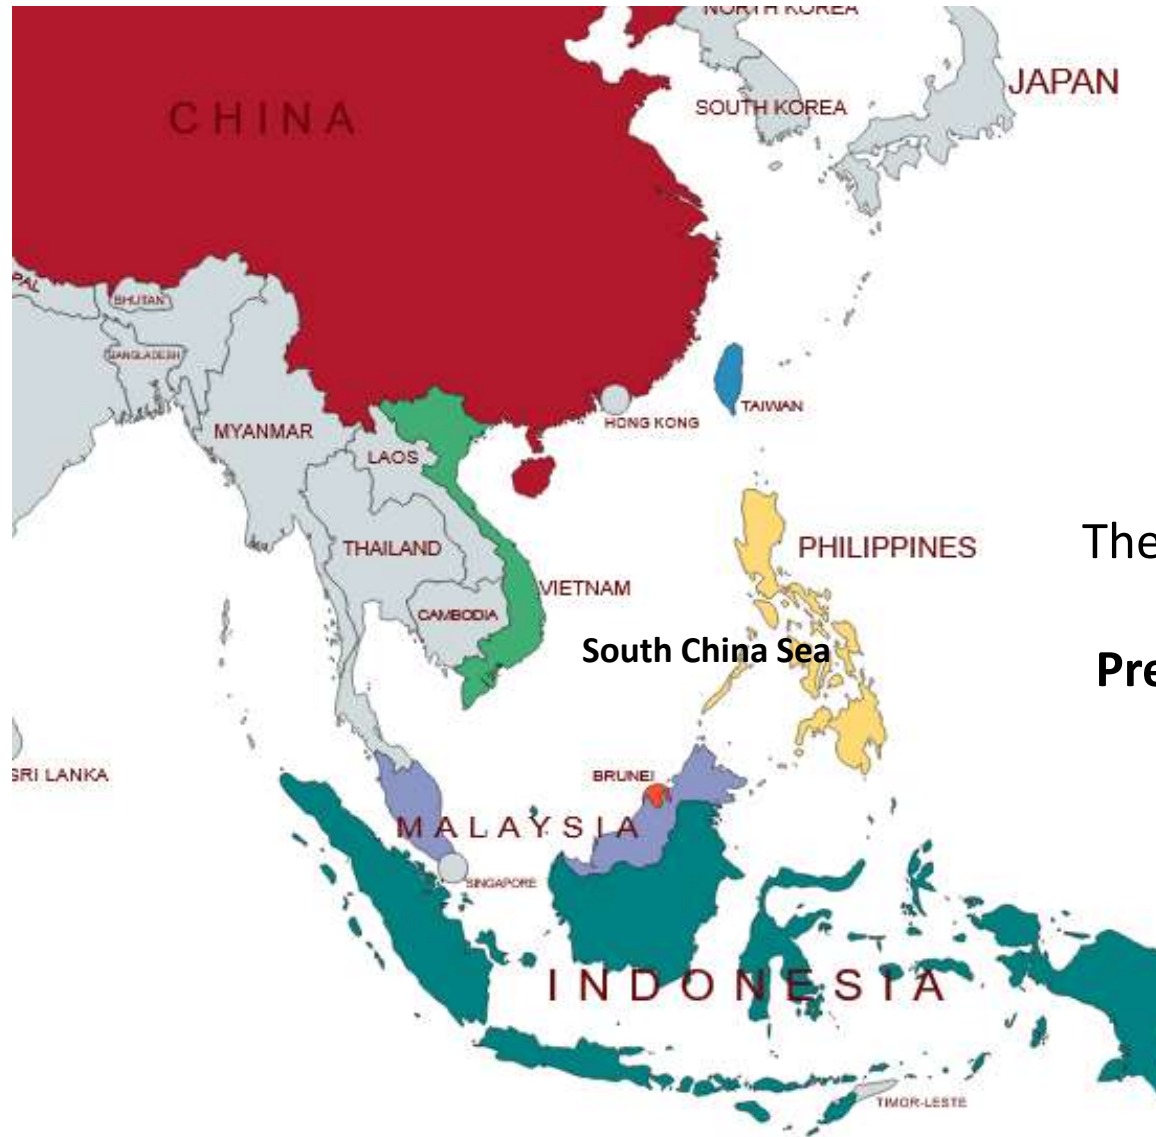 NORTH KOREA
JAPAN
SOUTH KOREA
CHINA
PAL
BHUTAN
BANGLADESH
TAIWAN
HONG KONG
MYANMAR
LAOS
THAILAND
PHILIPPINES
The
VIETNAM
CAMBODIA
South China Sea
Pre
SRI LANKA
BRUNEI
MALAYSIA
SINGAPORE
INDONESIA
TIMOR-LESTE